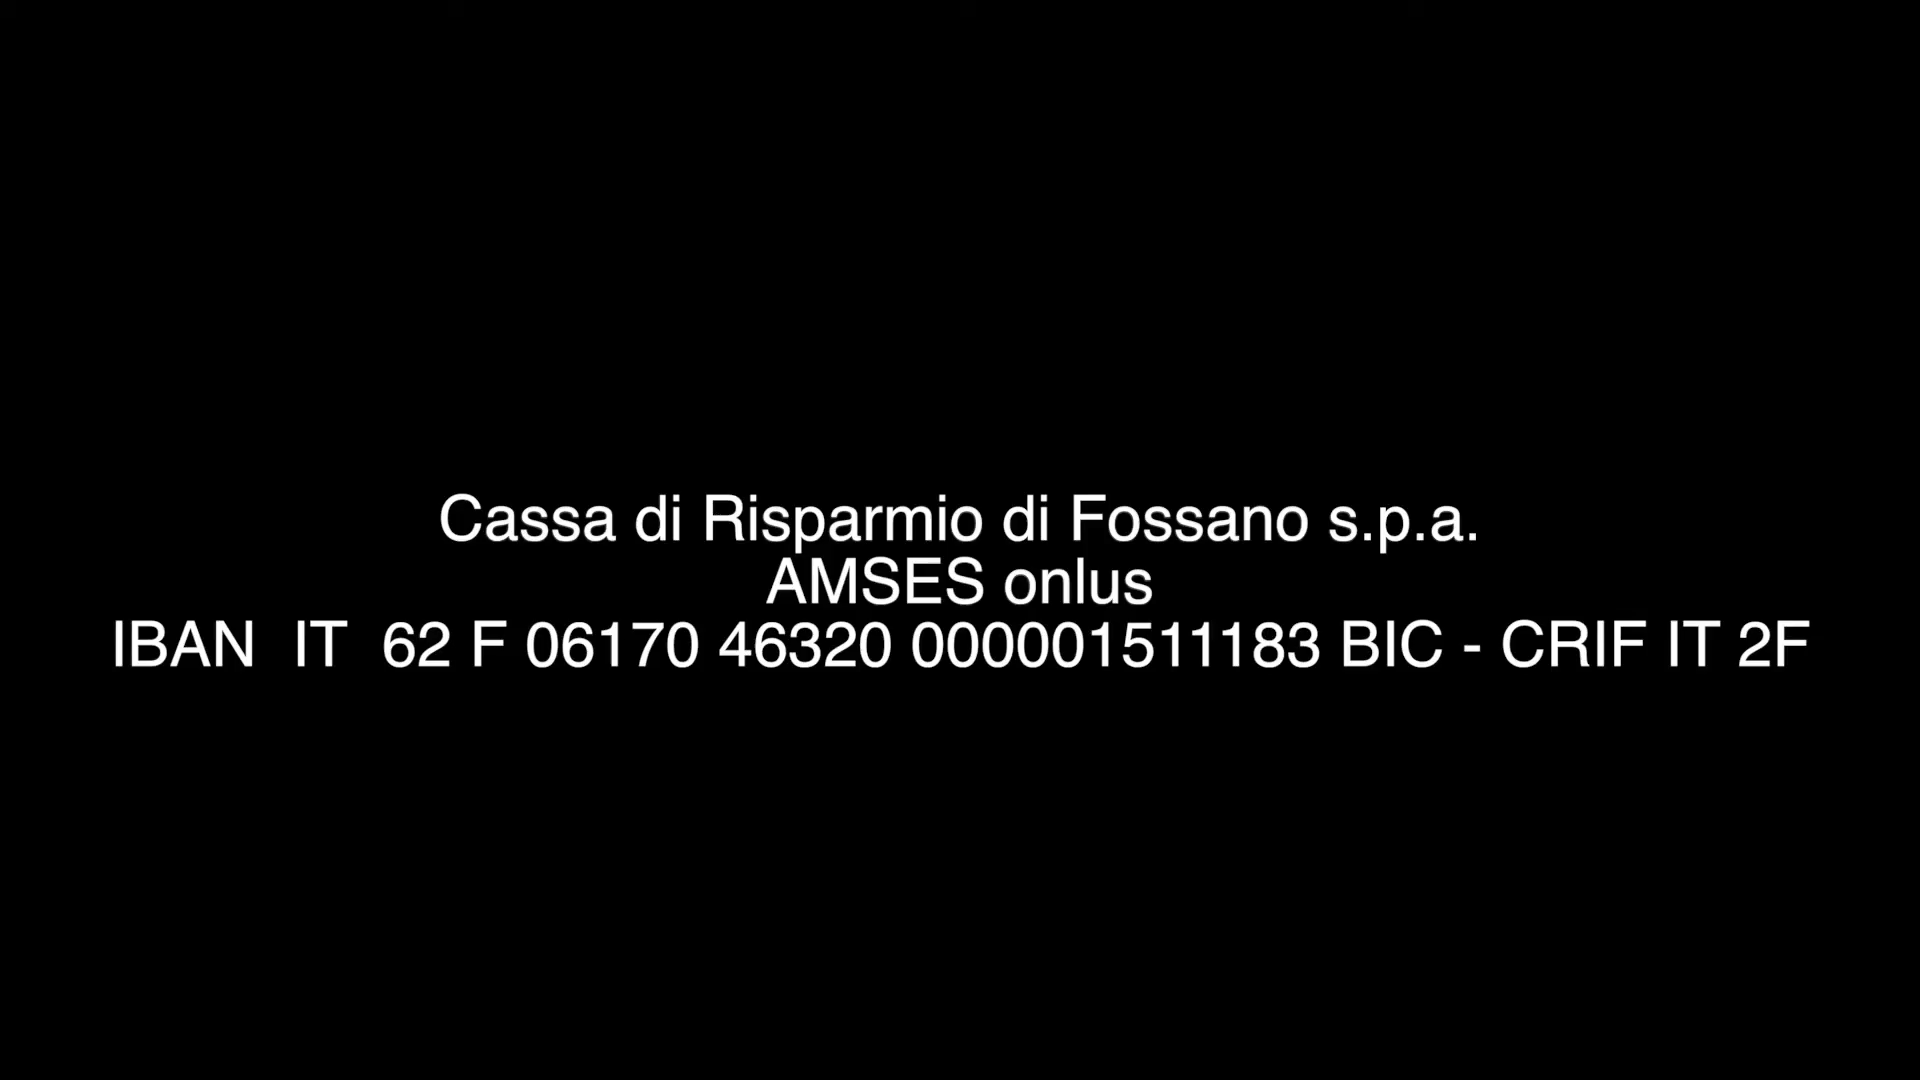 Cassa di Risparmio di Fossano s.p.a.
AMSES onlus
IBAN  IT  62 F 06170 46320 000001511183 BIC - CRIF IT 2F